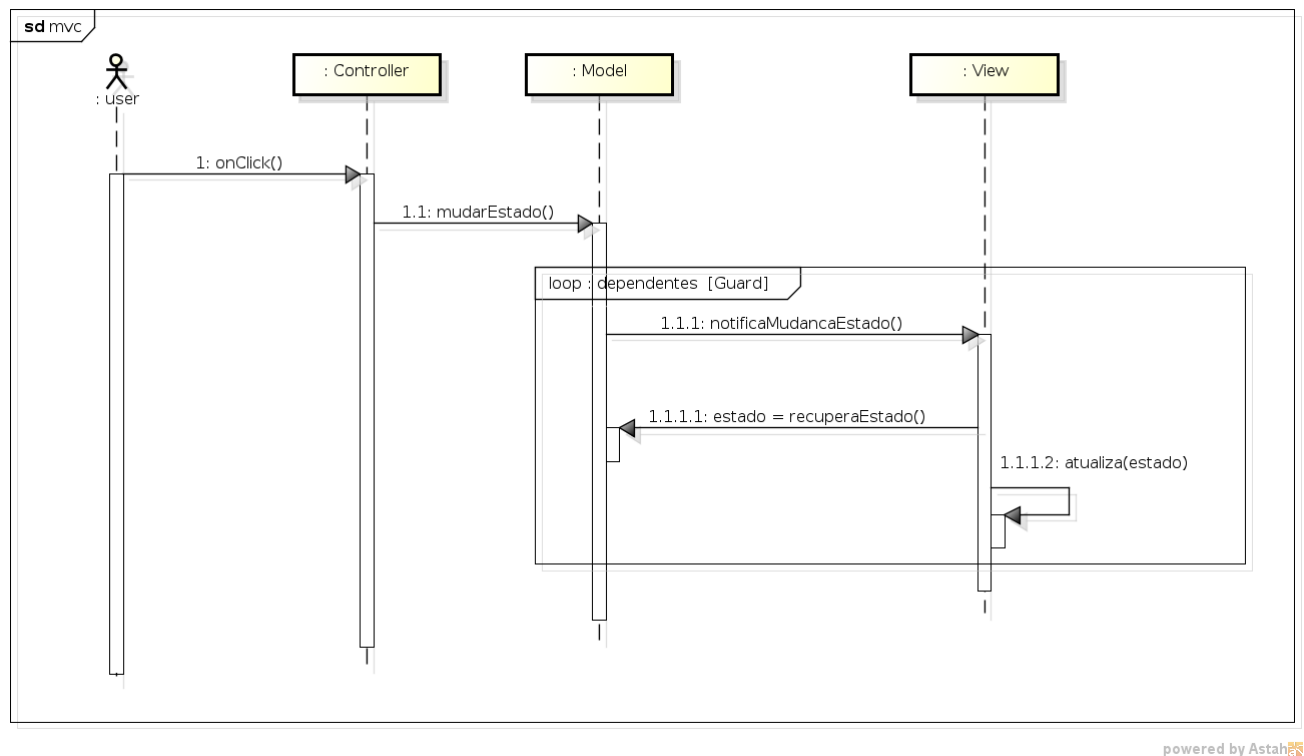 sd mvc
: user
: Controller
: Model
: View
1: onClick()
1.1: mudarEstado()
loop : dependentes [Guard]
1.1.1: notificaMudancaEstado()
1.1.1.1: estado = recuperaEstado()
1.1.1.2: atualiza(estado)
powered by Astah